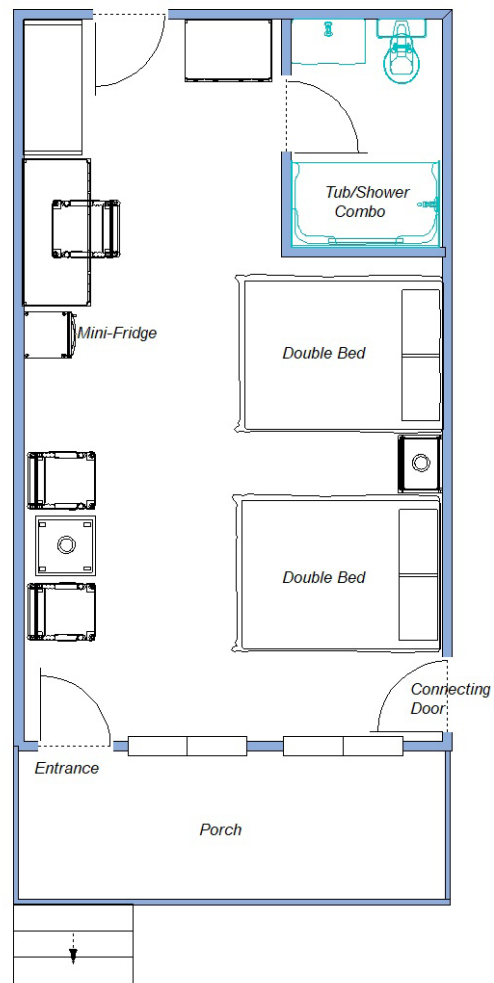 Tub/Shower
Combo
Mini-Fridge
Double Bed
Double Bed
Connecting
Door
Entrance
Porch